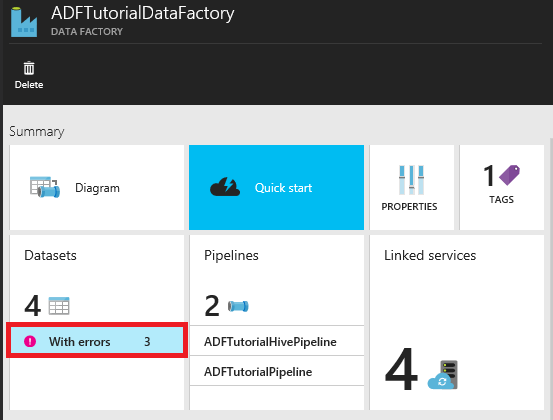 ADFTutorialDataFactory
DATA FACTORY
Delete
Summary
Diagram
Quick start
PROPERTIES
1
TAGS
Datasets
4
With errors 3
Pipelines
2
ADFTutorialHivePipeline
ADFTutorialPipeline
Linked services
4